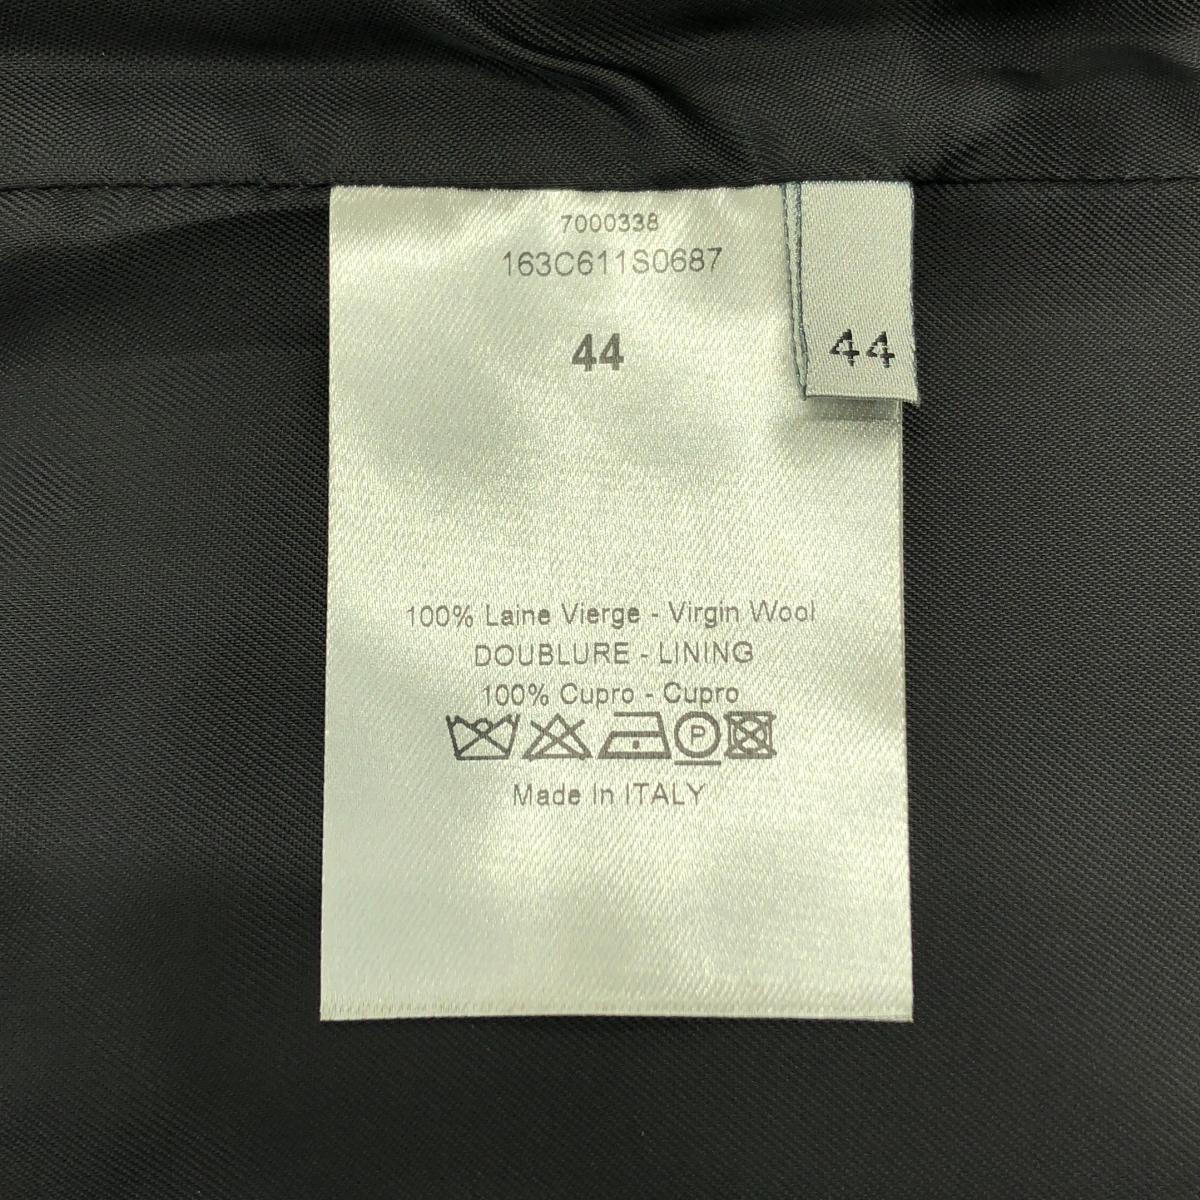 7000338
163C611S0687
44
44
100% Laine Vierge - Virgin Wool
DOUBLURE - LINING
100% Cupro - Cupro
P
Made In ITALY